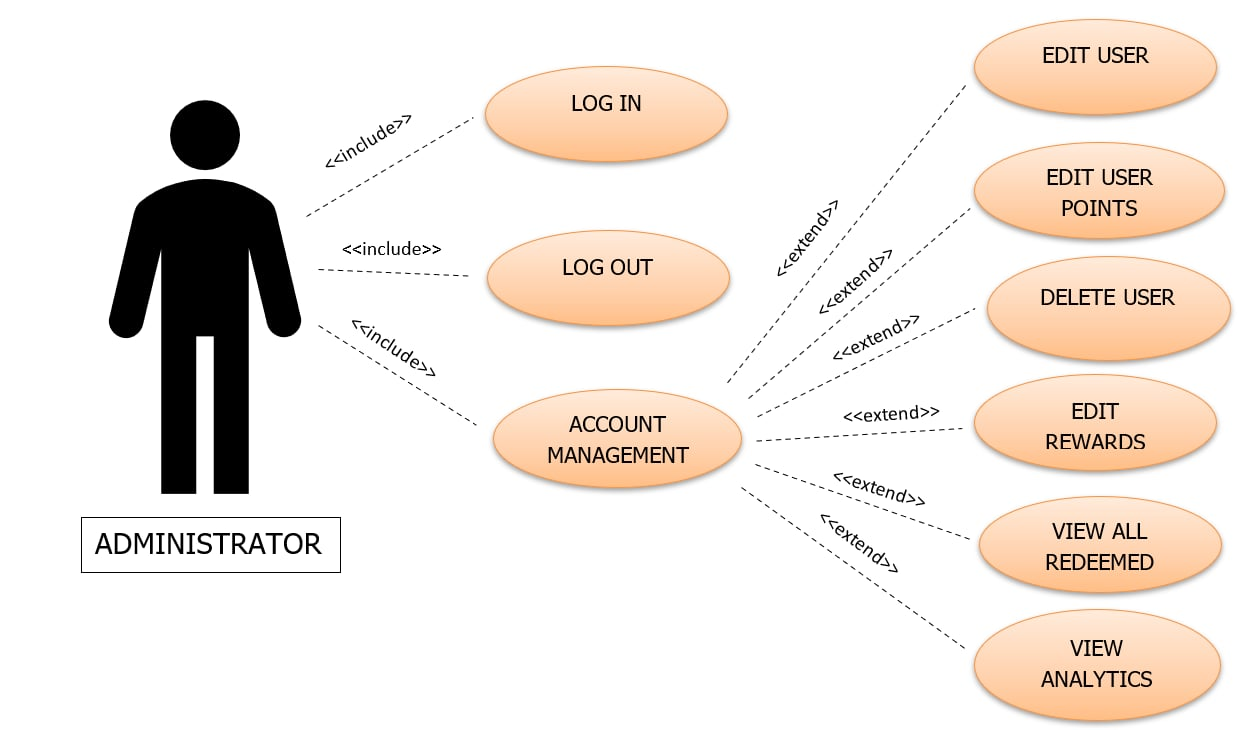 <<include>>
LOG IN
<<include>>
LOG OUT
<<include>>
ACCOUNT
MANAGEMENT
ADMINISTRATOR
<<extend>>
EDIT USER
<<extend>>
EDIT USER
POINTS
<<extend>>
DELETE USER
<<extend>>
EDIT
REWARDS
<<extend>>
VIEW ALL
REDEEMED
<<extend>>
VIEW
ANALYTICS